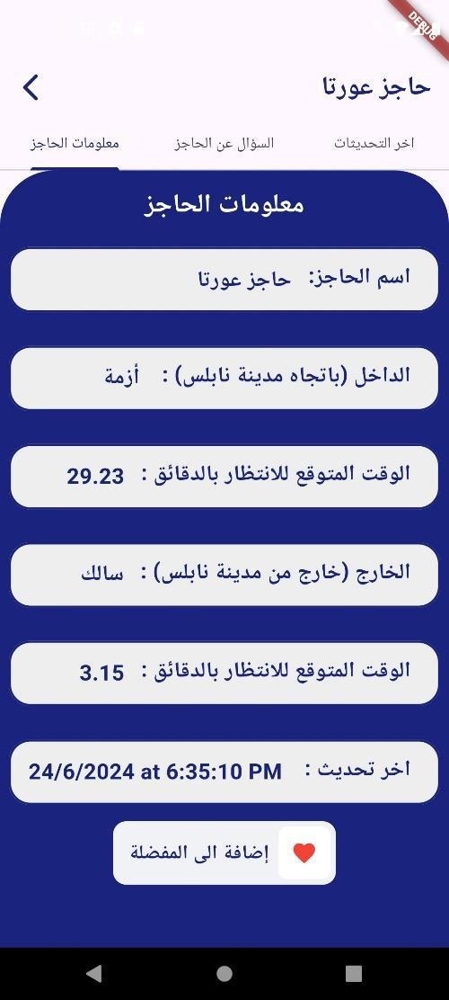 DEBUG
حاجز عورتا
اخر التحديثات
السؤال عن الحاجز
معلومات الحاجز
معلومات الحاجز
اسم الحاجز: حاجز عورتا
الداخل (باتجاه مدينة نابلس) : أزمة
الوقت المتوقع للانتظار بالدقائق : 29.23
الخارج (خارج من مدينة نابلس) : سالك
الوقت المتوقع للانتظار بالدقائق : 3.15
اخر تحديث : 24/6/2024 at 6:35:10 PM
إضافة الى المفضلة